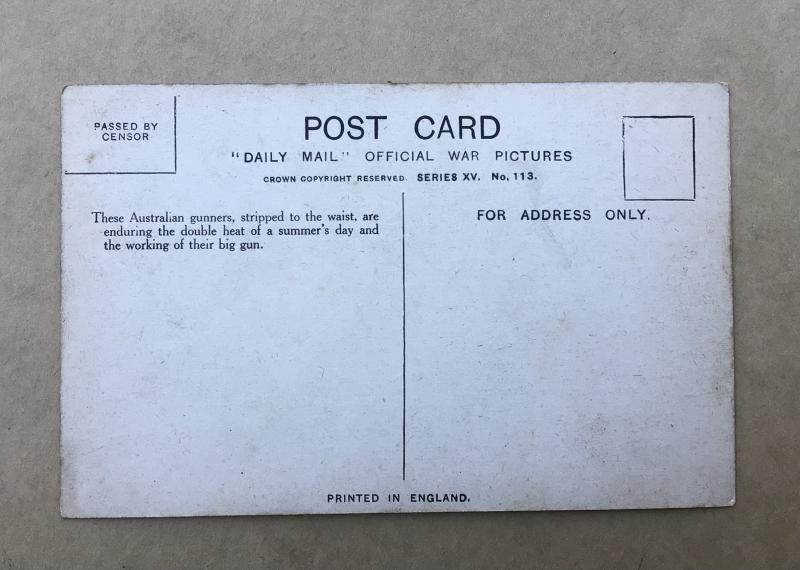 PASSED BY
CENSOR
POST CARD
"DAILY MAIL" OFFICIAL WAR PICTURES
CROWN COPYRIGHT RESERVED. SERIES XV. No, 113.
These Australian gunners, stripped to the waist, are
enduring the double heat of a summer's day and
the working of their big gun.
FOR ADDRESS ONLY.
PRINTED IN ENGLAND.